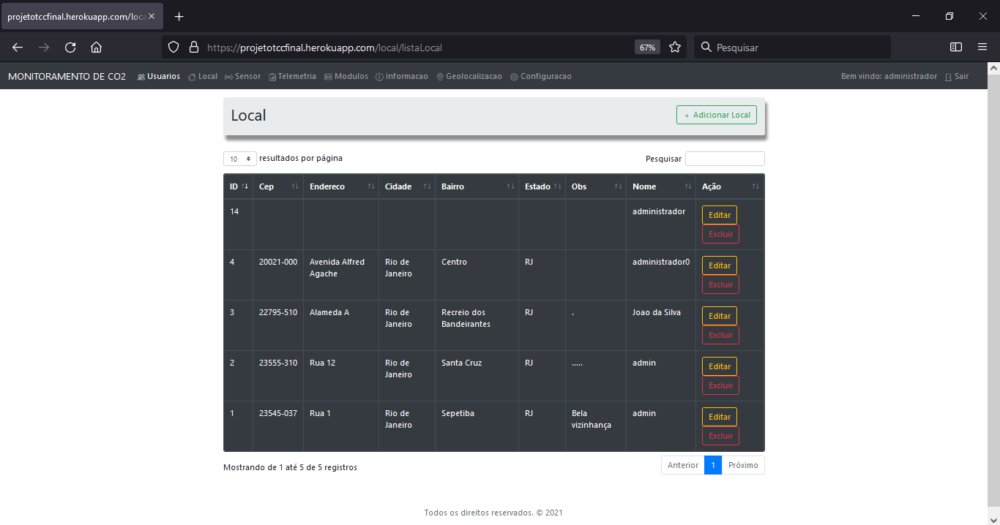 projetotccfinal.herokuapp.com/loca
https://projetotccfinal.herokuapp.com/local/listaLocal 67% Pesquisar
MONITORAMENTO DE CO2 Usuarios Local Sensor Telemetria Modulos Informacao Geolocalizacao Configuracao Bem vindo: administrador Sair
Local + Adicionar Local
10 resultados por página Pesquisar
ID Cep Endereco Cidade Bairro Estado Obs Nome Ação
14 administrador Editar
Excluir
4 20021-000 Avenida Alfred Rio de Centro RJ administrador0 Editar
Agache Janeiro Excluir
3 22795-510 Alameda A Rio de Recreio dos RJ . Joao da Silva Editar
Janeiro Bandeirantes Excluir
2 23555-310 Rua 12 Rio de Santa Cruz RJ ..... admin Editar
Janeiro Excluir
1 23545-037 Rua 1 Rio de Sepetiba RJ Bela admin Editar
Janeiro vizinhança Excluir
Mostrando de 1 até 5 de 5 registros Anterior 1 Próximo
Todos os direitos reservados. © 2021